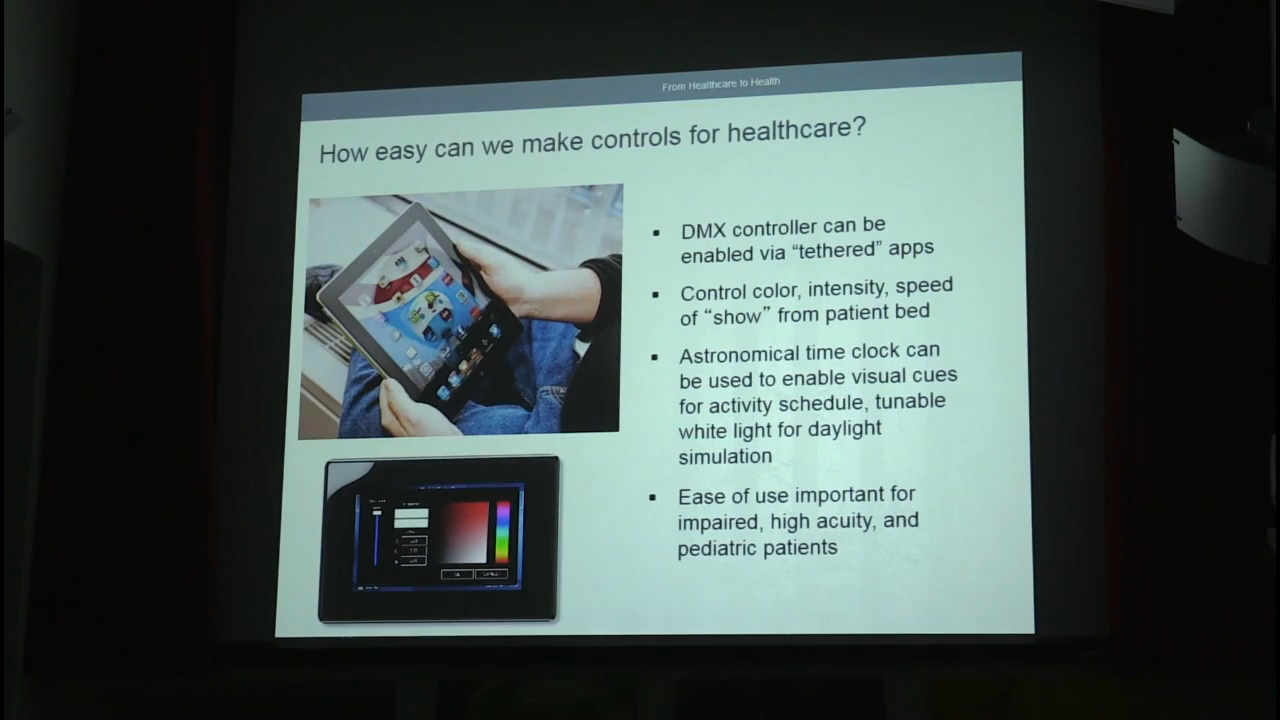 From Healthcare to Health
How easy can we make controls for healthcare?
▪ DMX controller can be
enabled via “tethered” apps
▪ Control color, intensity, speed
of “show” from patient bed
▪ Astronomical time clock can
be used to enable visual cues
for activity schedule, tunable
white light for daylight
simulation
▪ Ease of use important for
impaired, high acuity, and
pediatric patients